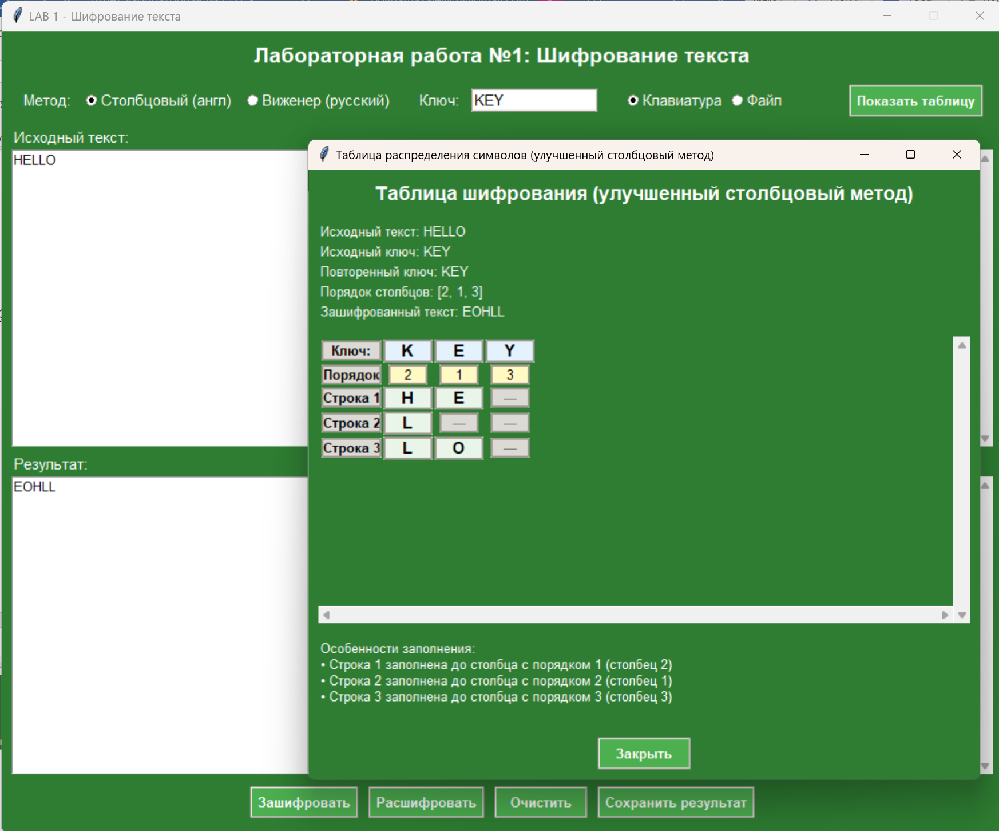 LAB 1 - Шифрование текста
Лабораторная работа №1: Шифрование текста
Метод: Столбцовый (англ) Виженер (русский) Ключ: KEY Клавиатура Файл Показать таблицу
Исходный текст:
HELLO
Таблица распределения символов (улучшенный столбцовый метод)
Таблица шифрования (улучшенный столбцовый метод)
Исходный текст: HELLO
Исходный ключ: KEY
Повторенный ключ: KEY
Порядок столбцов: [2, 1, 3]
Зашифрованный текст: EOHLL
Ключ: K E Y
Порядок 2 1 3
Строка 1 H E —
Строка 2 L — —
Строка 3 L O —
Особенности заполнения:
• Строка 1 заполнена до столбца с порядком 1 (столбец 2)
• Строка 2 заполнена до столбца с порядком 2 (столбец 1)
• Строка 3 заполнена до столбца с порядком 3 (столбец 3)
Закрыть
Результат:
EOHLL
Зашифровать Расшифровать Очистить Сохранить результат